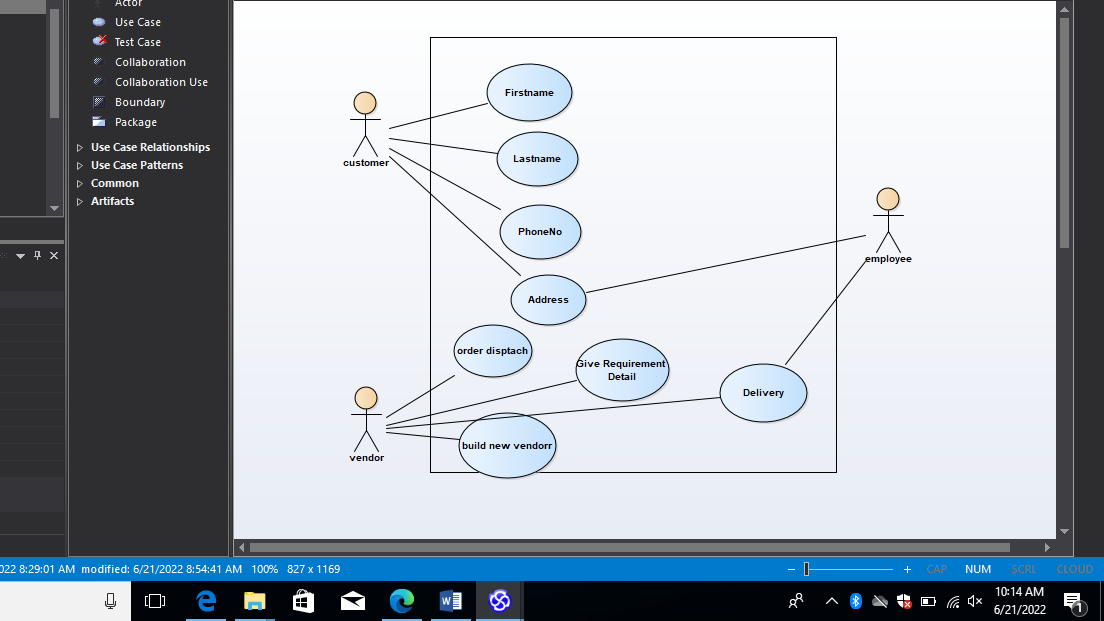 Actor
Use Case
Test Case
Collaboration
Collaboration Use
Boundary
Package
Use Case Relationships
Use Case Patterns
Common
Artifacts
customer
Firstname
Lastname
PhoneNo
Address
employee
order disptach
Give Requirement
Detail
Delivery
build new vendorr
vendor
022 8:29:01 AM modified: 6/21/2022 8:54:41 AM 100% 827 x 1169
CAP NUM SCRL CLOUD
10:14 AM
6/21/2022
1